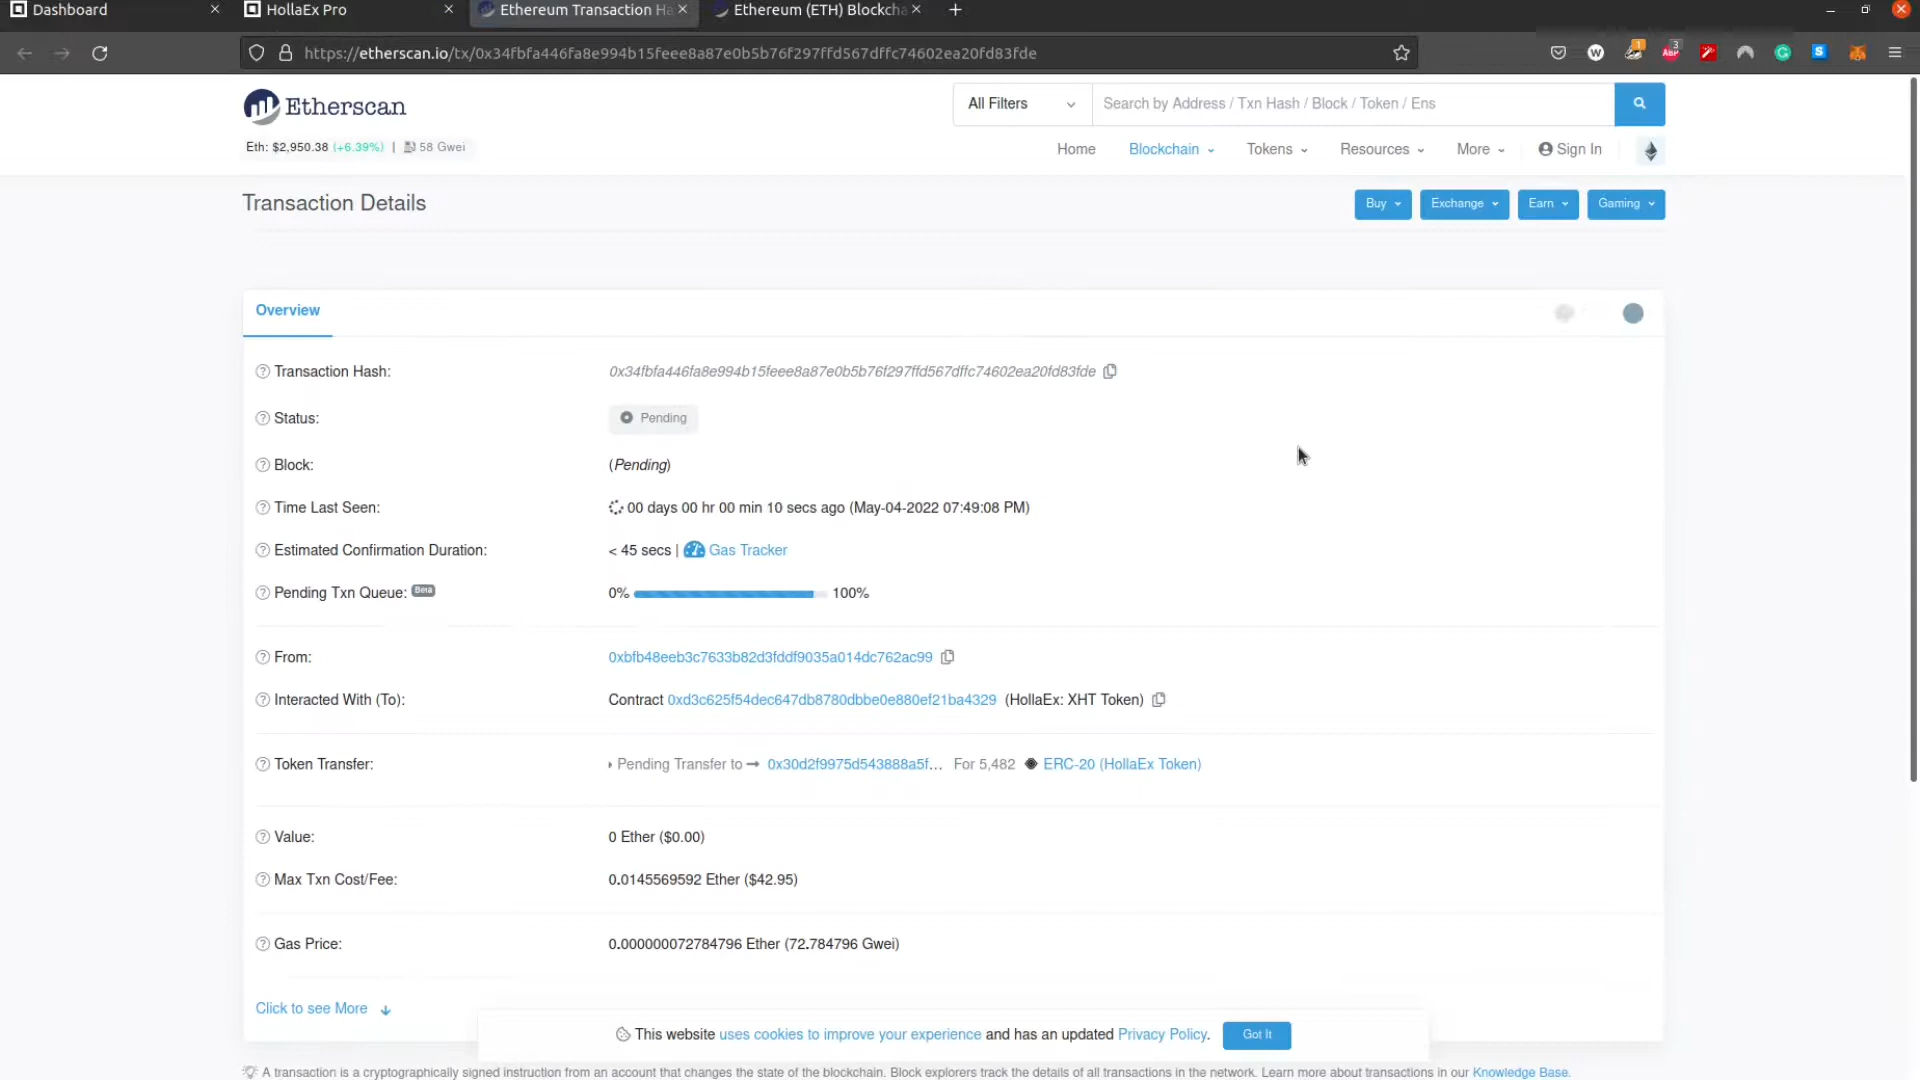 Dashboard
HollaEx Pro
Ethereum Transaction Ha
Ethereum (ETH) Blockcha
https://etherscan.io/tx/0x34fbfa446fa8e994b15feee8a87e0b5b76f297ffd567dffc74602ea20fd83fde
Etherscan
All Filters
Search by Address / Txn Hash / Block / Token / Ens
Eth: $2,950.38 (+6.39%) | 58 Gwei
Home Blockchain Tokens Resources More Sign In
Transaction Details
Buy Exchange Earn Gaming
Overview
Transaction Hash: 0x34fbfa446fa8e994b15feee8a87e0b5b76f297ffd567dffc74602ea20fd83fde
Status: Pending
Block: (Pending)
Time Last Seen: 00 days 00 hr 00 min 10 secs ago (May-04-2022 07:49:08 PM)
Estimated Confirmation Duration: < 45 secs | Gas Tracker
Pending Txn Queue: Beta 0% 100%
From: 0xbfb48eeb3c7633b82d3fddf9035a014dc762ac99
Interacted With (To): Contract 0xd3c625f54dec647db8780dbbe0e880ef21ba4329 (HollaEx: XHT Token)
Token Transfer: Pending Transfer to → 0x30d2f9975d543888a5f... For 5,482 ERC-20 (HollaEx Token)
Value: 0 Ether ($0.00)
Max Txn Cost/Fee: 0.0145569592 Ether ($42.95)
Gas Price: 0.000000072784796 Ether (72.784796 Gwei)
Click to see More ↓
This website uses cookies to improve your experience and has an updated Privacy Policy. Got It
A transaction is a cryptographically signed instruction from an account that changes the state of the blockchain. Block explorers track the details of all transactions in the network. Learn more about transactions in our Knowledge Base.